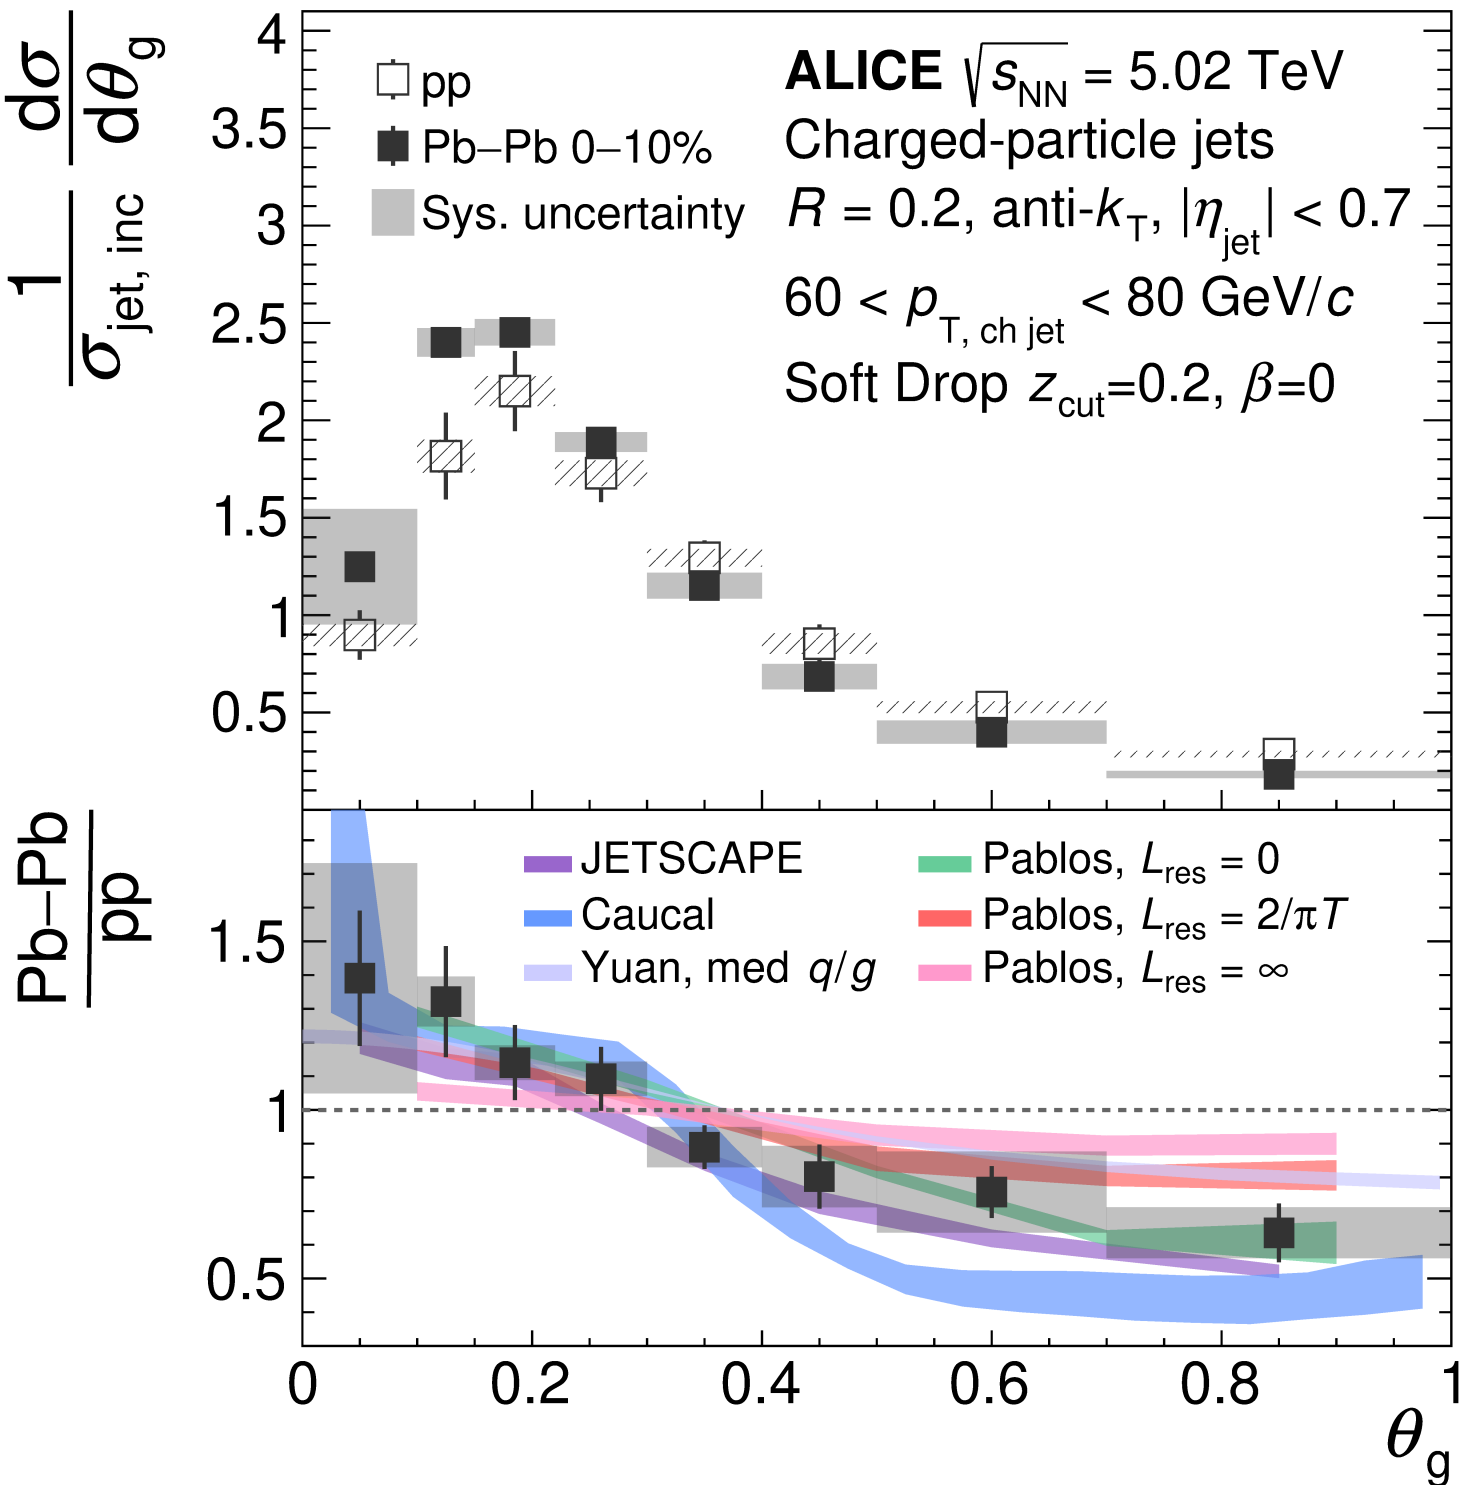 1 dσ
σ jet, inc dθ g
4
3.5
3
2.5
2
1.5
1
0.5
pp
Pb–Pb 0–10%
Sys. uncertainty
ALICE √sNN = 5.02 TeV
Charged-particle jets
R = 0.2, anti-kT, |ηjet| < 0.7
60 < pT, ch jet < 80 GeV/c
Soft Drop zcut=0.2, β=0
Pb–Pb
pp
1.5
1
0.5
JETSCAPE
Caucal
Yuan, med q/g
Pablos, Lres = 0
Pablos, Lres = 2/πT
Pablos, Lres = ∞
0 0.2 0.4 0.6 0.8 1
θg